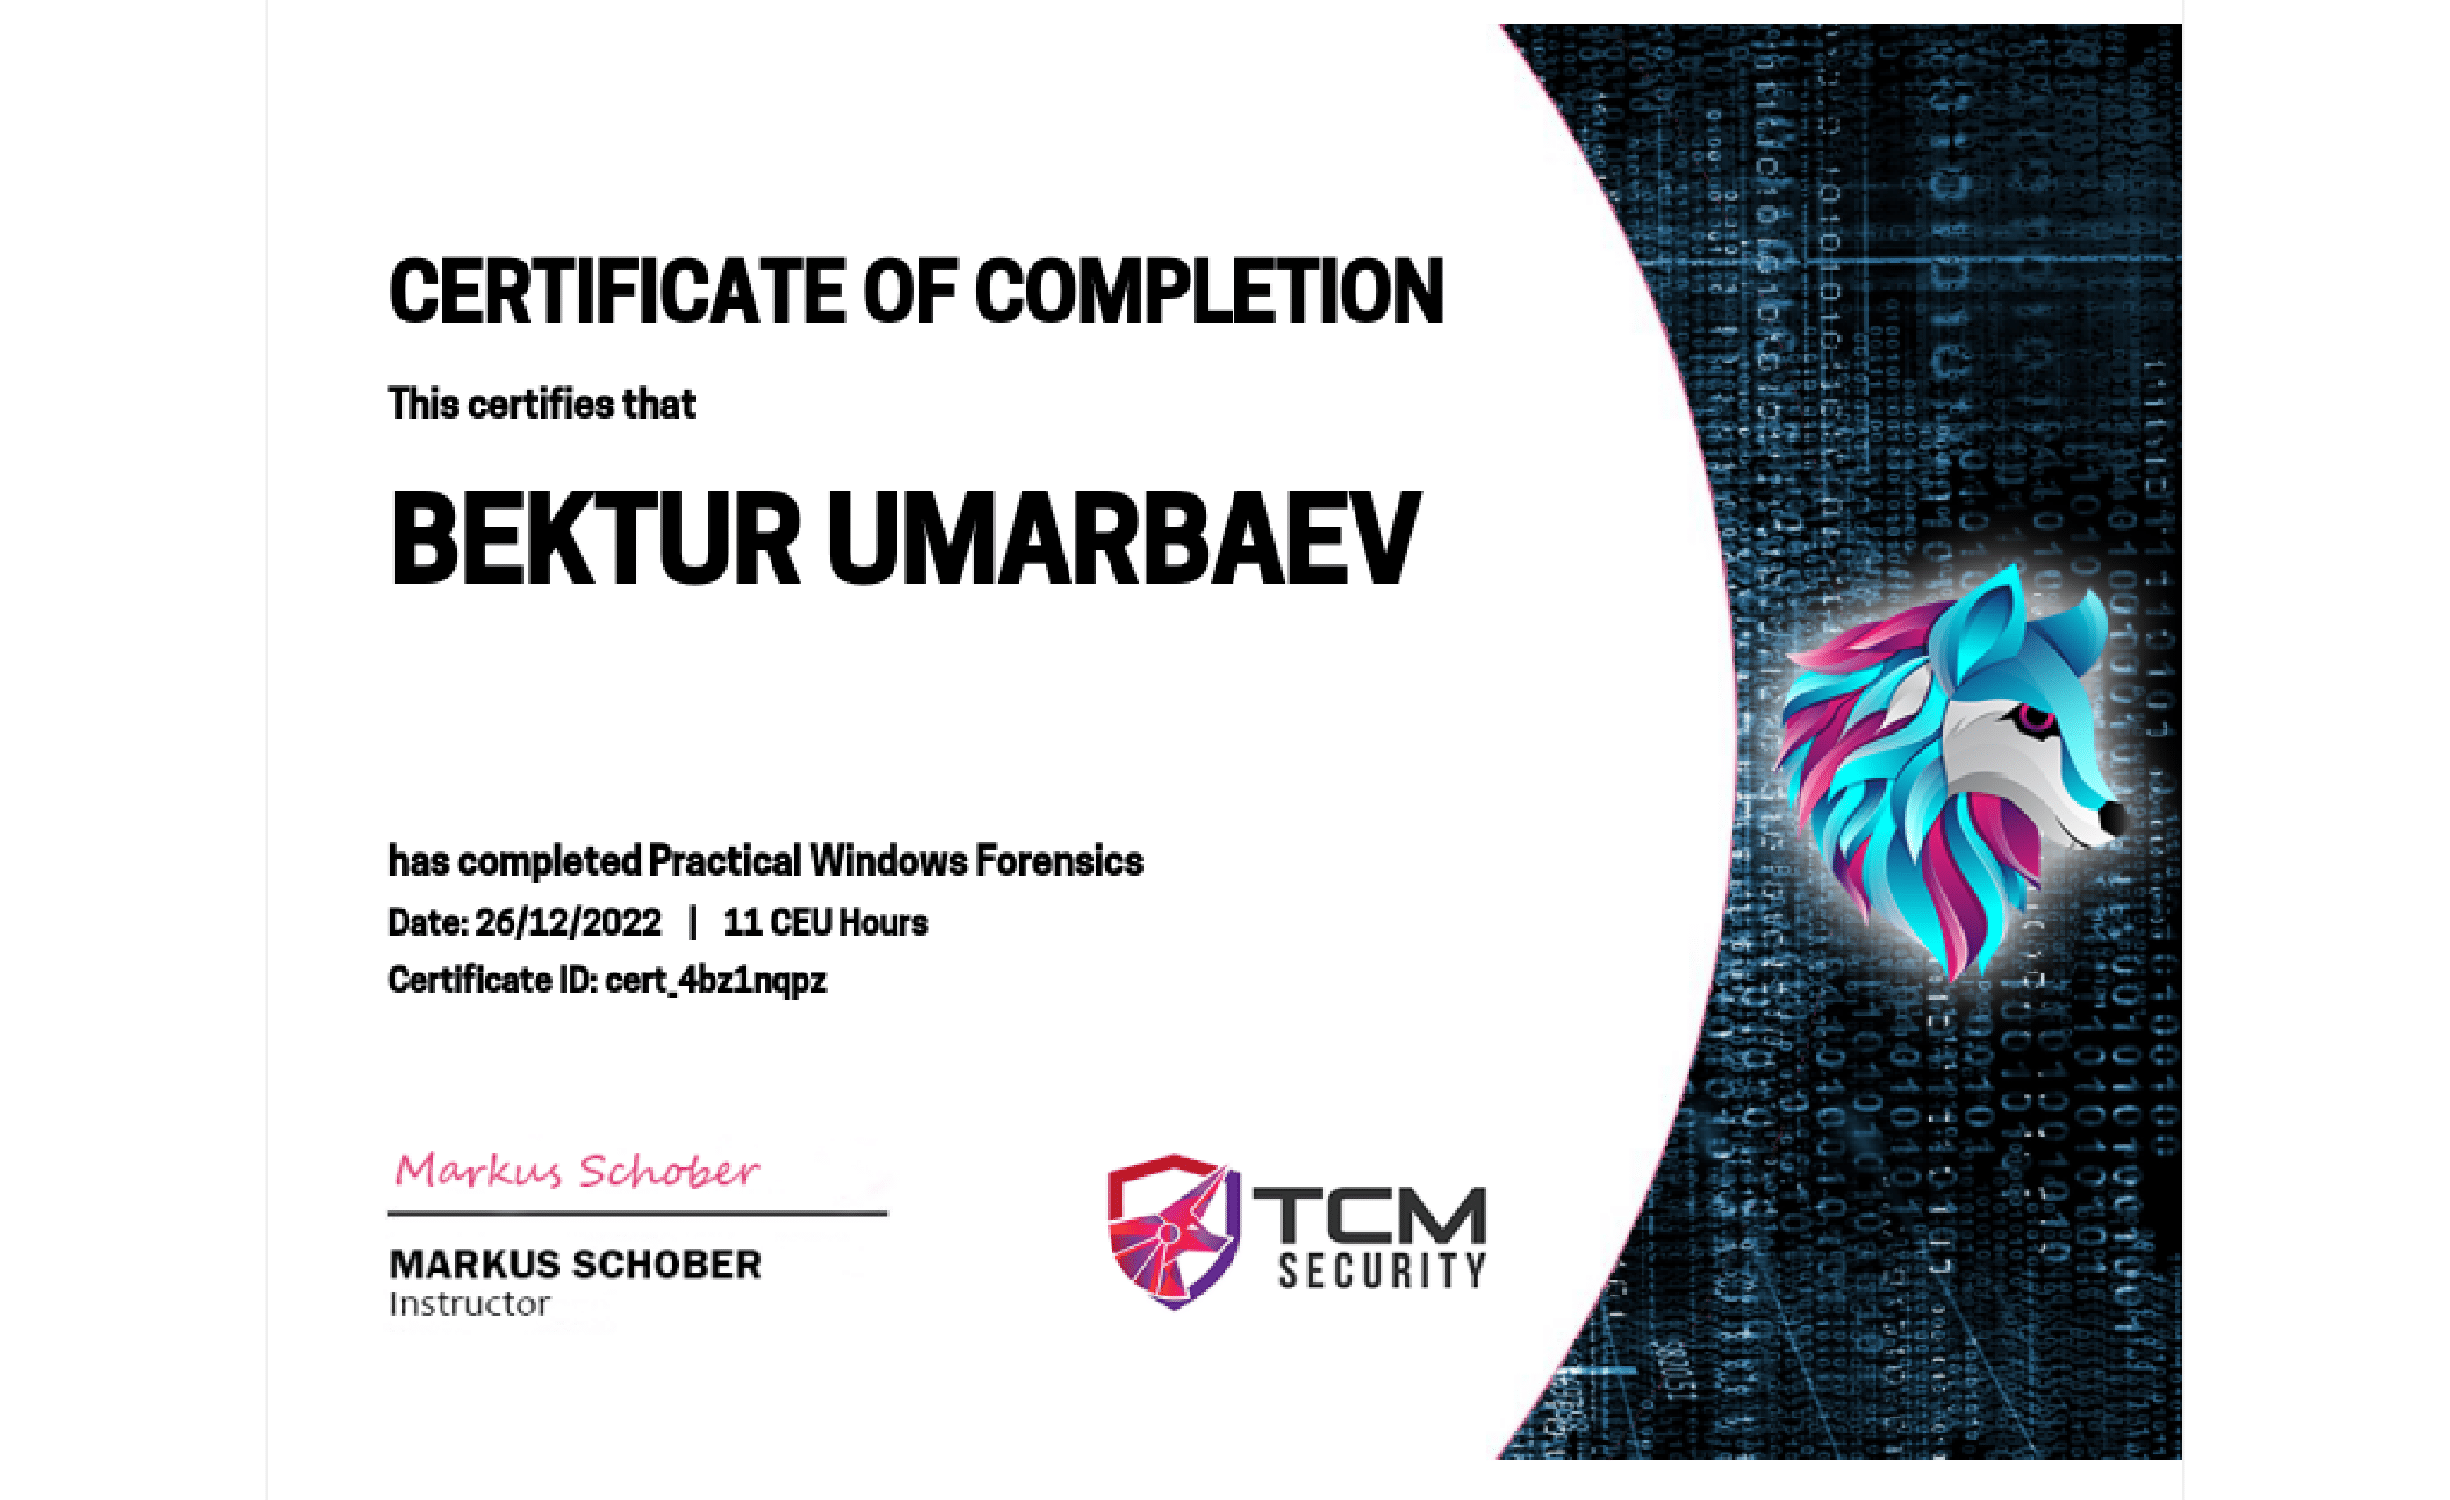 CERTIFICATE OF COMPLETION
This certifies that
BEKTUR UMARBAEV
has completed Practical Windows Forensics
Date: 26/12/2022 | 11 CEU Hours
Certificate ID: cert_4bz1nqpz
Markus Schober
MARKUS SCHOBER
Instructor
TCM
SECURITY